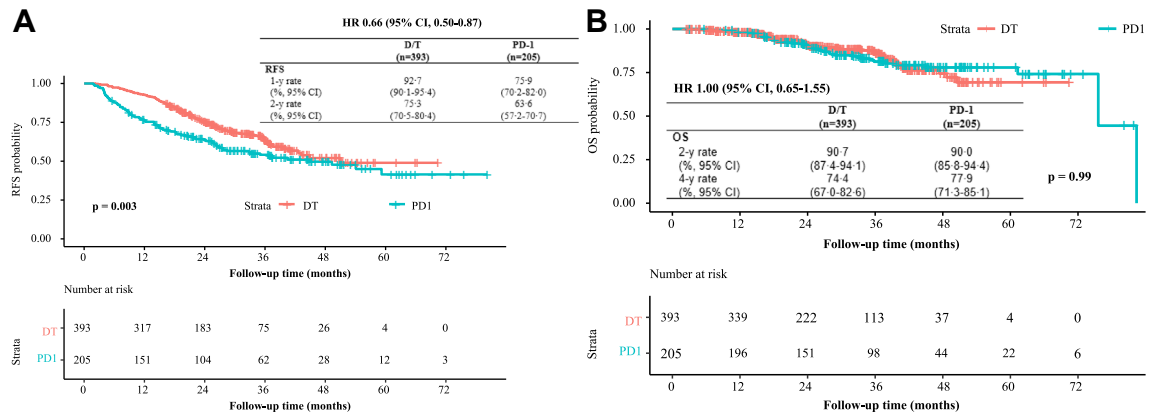 A
HR 0.66 (95% CI, 0.50-0.87)
D/T PD-1
(n=393) (n=205)
RFS
1-y rate 92·7 75·9
(%, 95% CI) (90·1-95·4) (70·2-82·0)
2-y rate 75·3 63·6
(%, 95% CI) (70·5-80·4) (57·2-70·7)
1.00
0.75
0.50
0.25
0.00
RFS probability
p = 0.003
Strata DT PD1
0 12 24 36 48 60 72
Follow-up time (months)
Number at risk
Strata
DT 393 317 183 75 26 4 0
PD1 205 151 104 62 28 12 3
0 12 24 36 48 60 72
Follow-up time (months)
B
Strata DT PD1
1.00
0.75
0.50
0.25
0.00
OS probability
HR 1.00 (95% CI, 0.65-1.55)
D/T PD-1
(n=393) (n=205)
OS
2-y rate 90·7 90·0
(%, 95% CI) (87·4-94·1) (85·8-94·4)
4-y rate 74·4 77·9
(%, 95% CI) (67·0-82·6) (71·3-85·1)
p = 0.99
0 12 24 36 48 60 72
Follow-up time (months)
Number at risk
Strata
DT 393 339 222 113 37 4 0
PD1 205 196 151 98 44 22 6
0 12 24 36 48 60 72
Follow-up time (months)